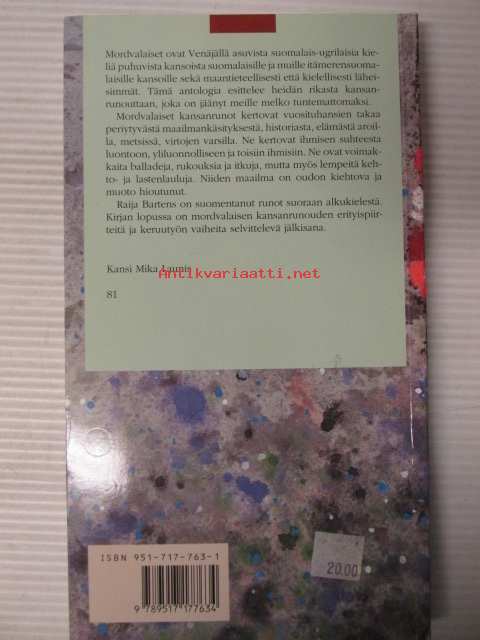 Mordvalaiset ovat Venäjällä asuvista suomalais-ugrilaisia kie-
liä puhuvista kansoista suomalaisille ja muille itämerensuoma-
laisille kansoille sekä maantieteellisesti että kielellisesti lähei-
simmät. Tämä antologia esittelee heidän rikasta kansan-
runouttaan, joka on jäänyt meille melko tuntemattomaksi.
Mordvalaiset kansanrunot kertovat vuosituhansien takaa
periytyvästä maailmankäsityksestä, historiasta, elämästä aroil-
la, metsissä, virtojen varsilla. Ne kertovat ihmisen suhteesta
luontoon, yliluonnolliseen ja toisiin ihmisiin. Ne ovat voimak-
kaita balladeja, rukouksia ja itkuja, mutta myös lempeitä keh-
to- ja lastenlauluja. Niiden maailma on oudon kiehtova ja
muoto hioutunut.
Raija Bartens on suomentanut runot suoraan alkukielestä.
Kirjan lopussa on mordvalaisen kansanrunouden erityispiir-
teitä ja keruutyön vaiheita selvittelevä jälkisana.
Kansi Mika Launis
Antikvariaatti.net
81
ISBN 951-717-763-1
9 789517 177634
20.00